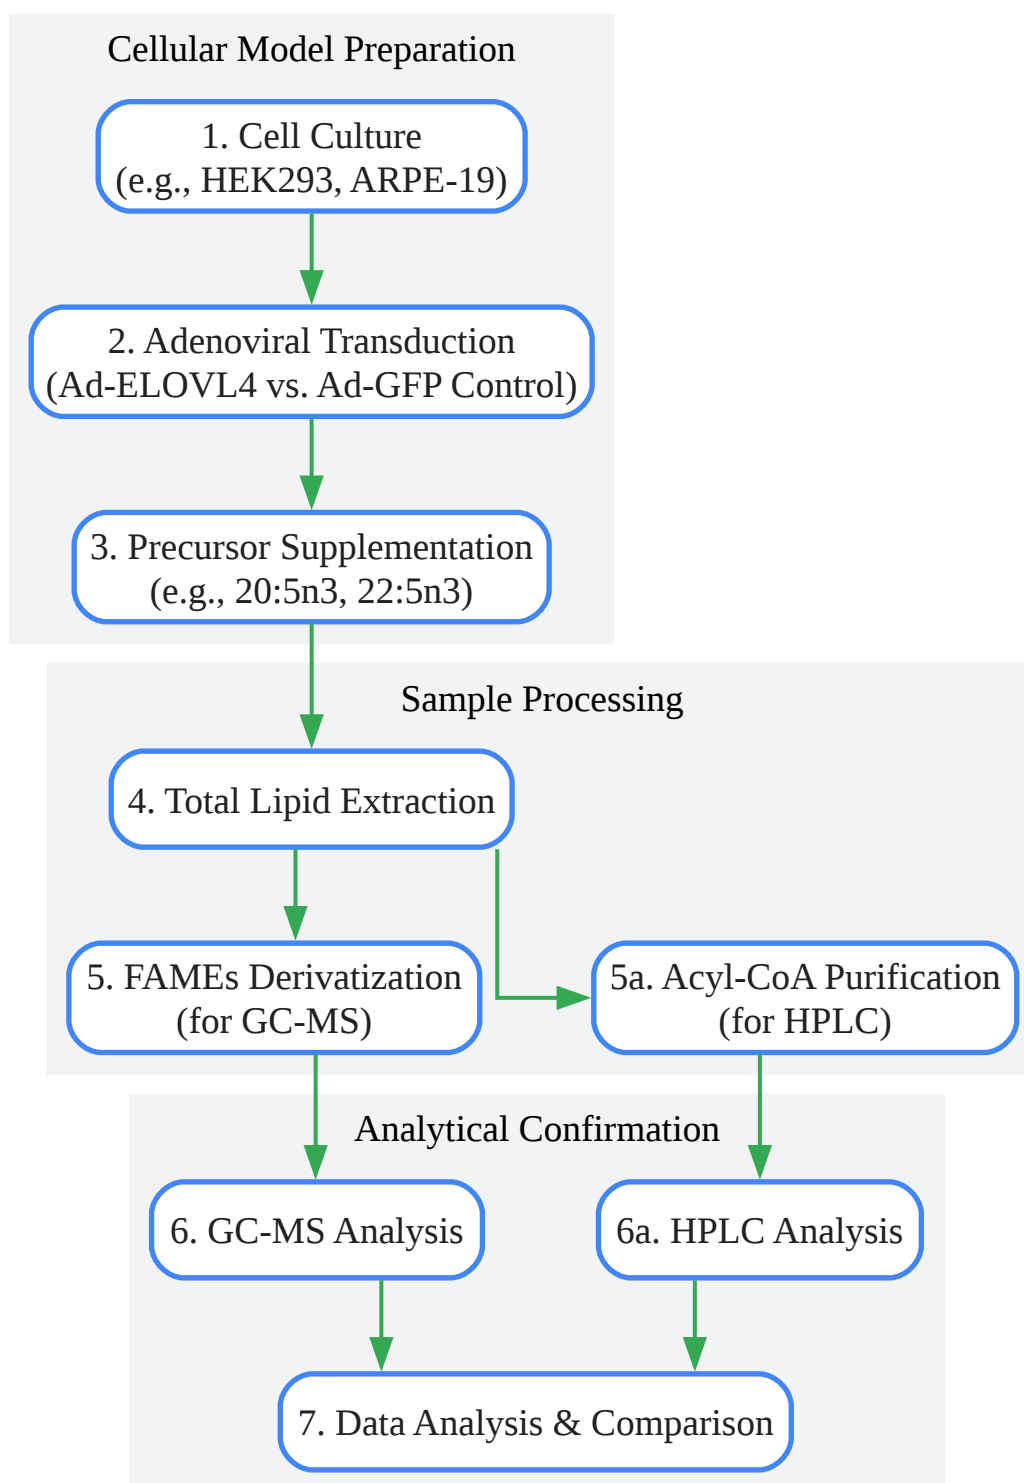 Cellular Model Preparation
1. Cell Culture
(e.g., HEK293, ARPE-19)
2. Adenoviral Transduction
(Ad-ELOVL4 vs. Ad-GFP Control)
3. Precursor Supplementation
(e.g., 20:5n3, 22:5n3)
Sample Processing
4. Total Lipid Extraction
5. FAMEs Derivatization
(for GC-MS)
5a. Acyl-CoA Purification
(for HPLC)
Analytical Confirmation
6. GC-MS Analysis
6a. HPLC Analysis
7. Data Analysis & Comparison